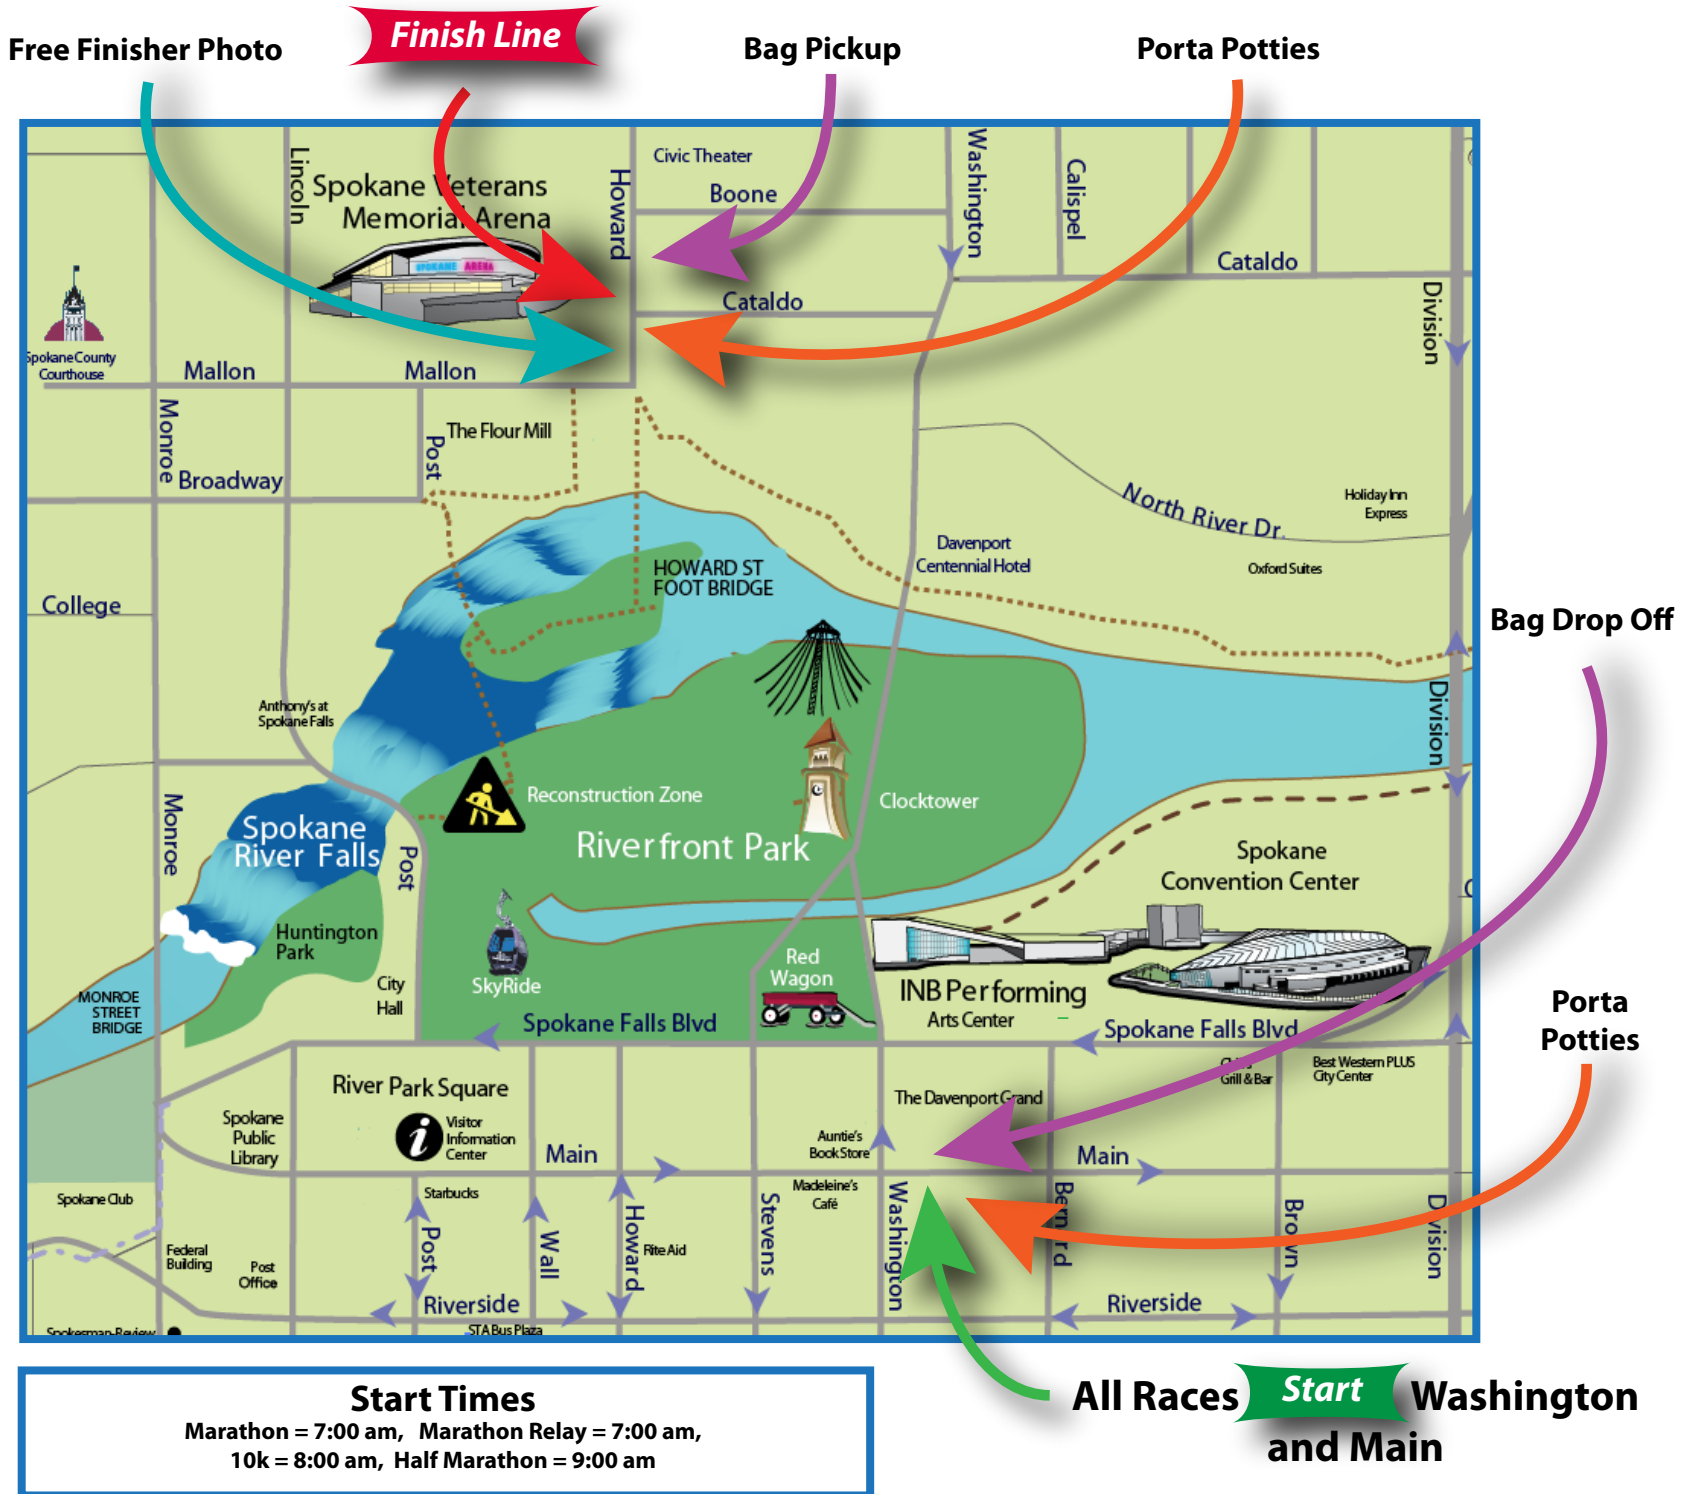 Free Finisher Photo
Finish Line
Bag Pickup
Porta Potties
Lincoln
Spokane Veterans
Memorial Arena
SPOKANE ARENA
Howard
Civic Theater
Boone
Washington
Calispel
Cataldo
Cataldo
Division
Spokane County
Courthouse
Mallon
Mallon
Monroe
Post
The Flour Mill
Broadway
North River Dr.
Holiday Inn
Express
Davenport
Centennial Hotel
Oxford Suites
HOWARD ST
FOOT BRIDGE
College
Bag Drop Off
Anthony's at
Spokane Falls
Division
Reconstruction Zone
Clocktower
Riverfront Park
Monroe
Spokane
River Falls
Post
Spokane
Convention Center
Huntington
Park
SkyRide
Red
Wagon
City
Hall
INB Performing
Arts Center
MONROE
STREET
BRIDGE
Spokane Falls Blvd
Spokane Falls Blvd
Porta
Potties
Grill & Bar
Best Western PLUS
City Center
River Park Square
The Davenport Grand
Spokane
Public
Library
i
Visitor
Information
Center
Main
Auntie's
Book Store
Main
Spokane Club
Starbucks
Madeleine's
Café
Post
Wall
Howard
Rite Aid
Stevens
Washington
Bernard
Brown
Division
Federal
Building
Post
Office
Riverside
Riverside
Spokesman-Review
STA Bus Plaza
Start Times
Marathon = 7:00 am, Marathon Relay = 7:00 am,
10k = 8:00 am, Half Marathon = 9:00 am
All Races Start Washington
and Main